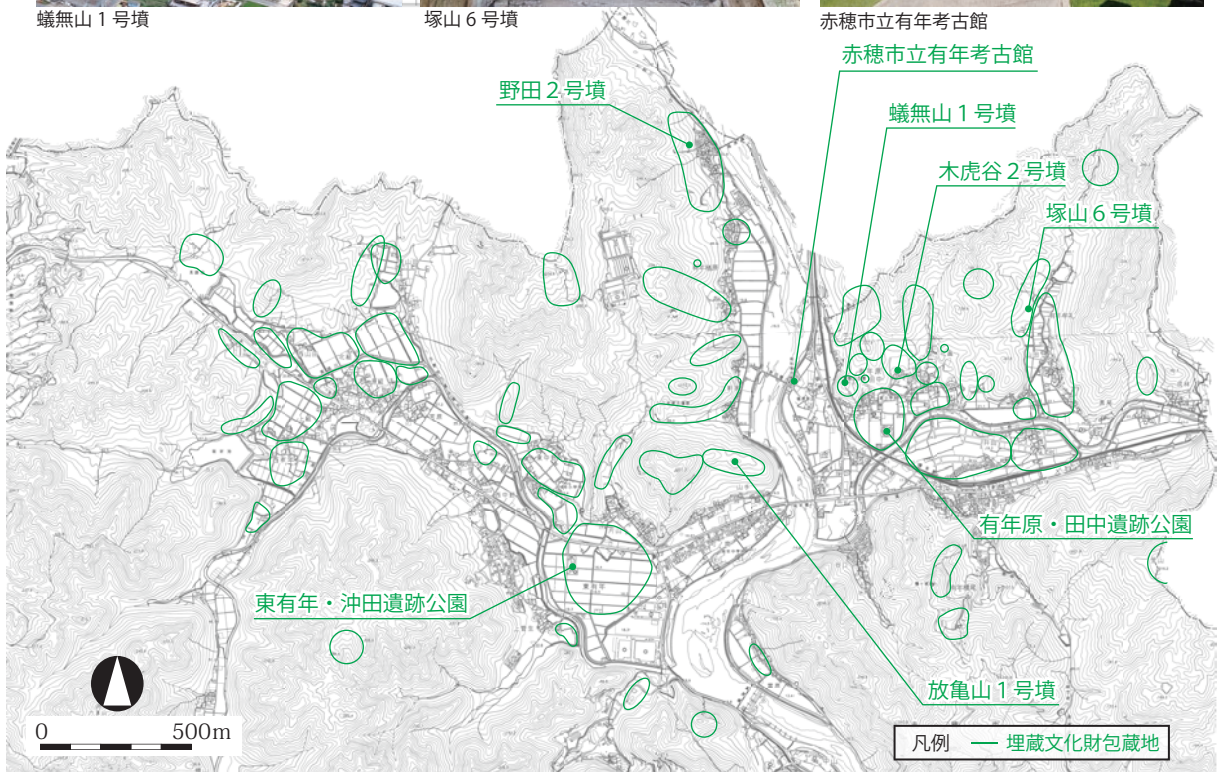 蟻無山1号墳
塚山6号墳
赤穂市立有年考古館
赤穂市立有年考古館
野田2号墳
蟻無山1号墳
木虎谷2号墳
塚山6号墳
有年原・田中遺跡公園
東有年・沖田遺跡公園
放亀山1号墳
0 500m
凡例 埋蔵文化財包蔵地
東有年